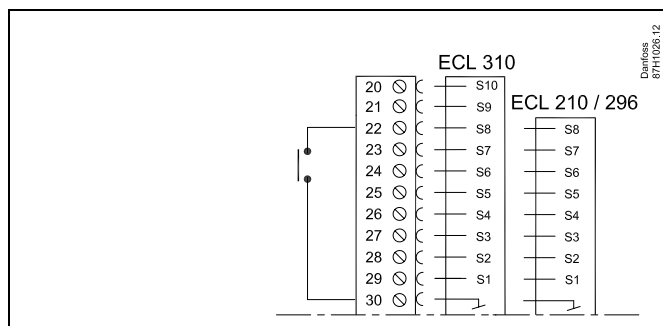 Danfoss
87H1026.12
ECL 310
ECL 210 / 296
20 S10
21 S9
22 S8 S8
23 S7 S7
24 S6 S6
25 S5 S5
26 S4 S4
27 S3 S3
28 S2 S2
29 S1 S1
30